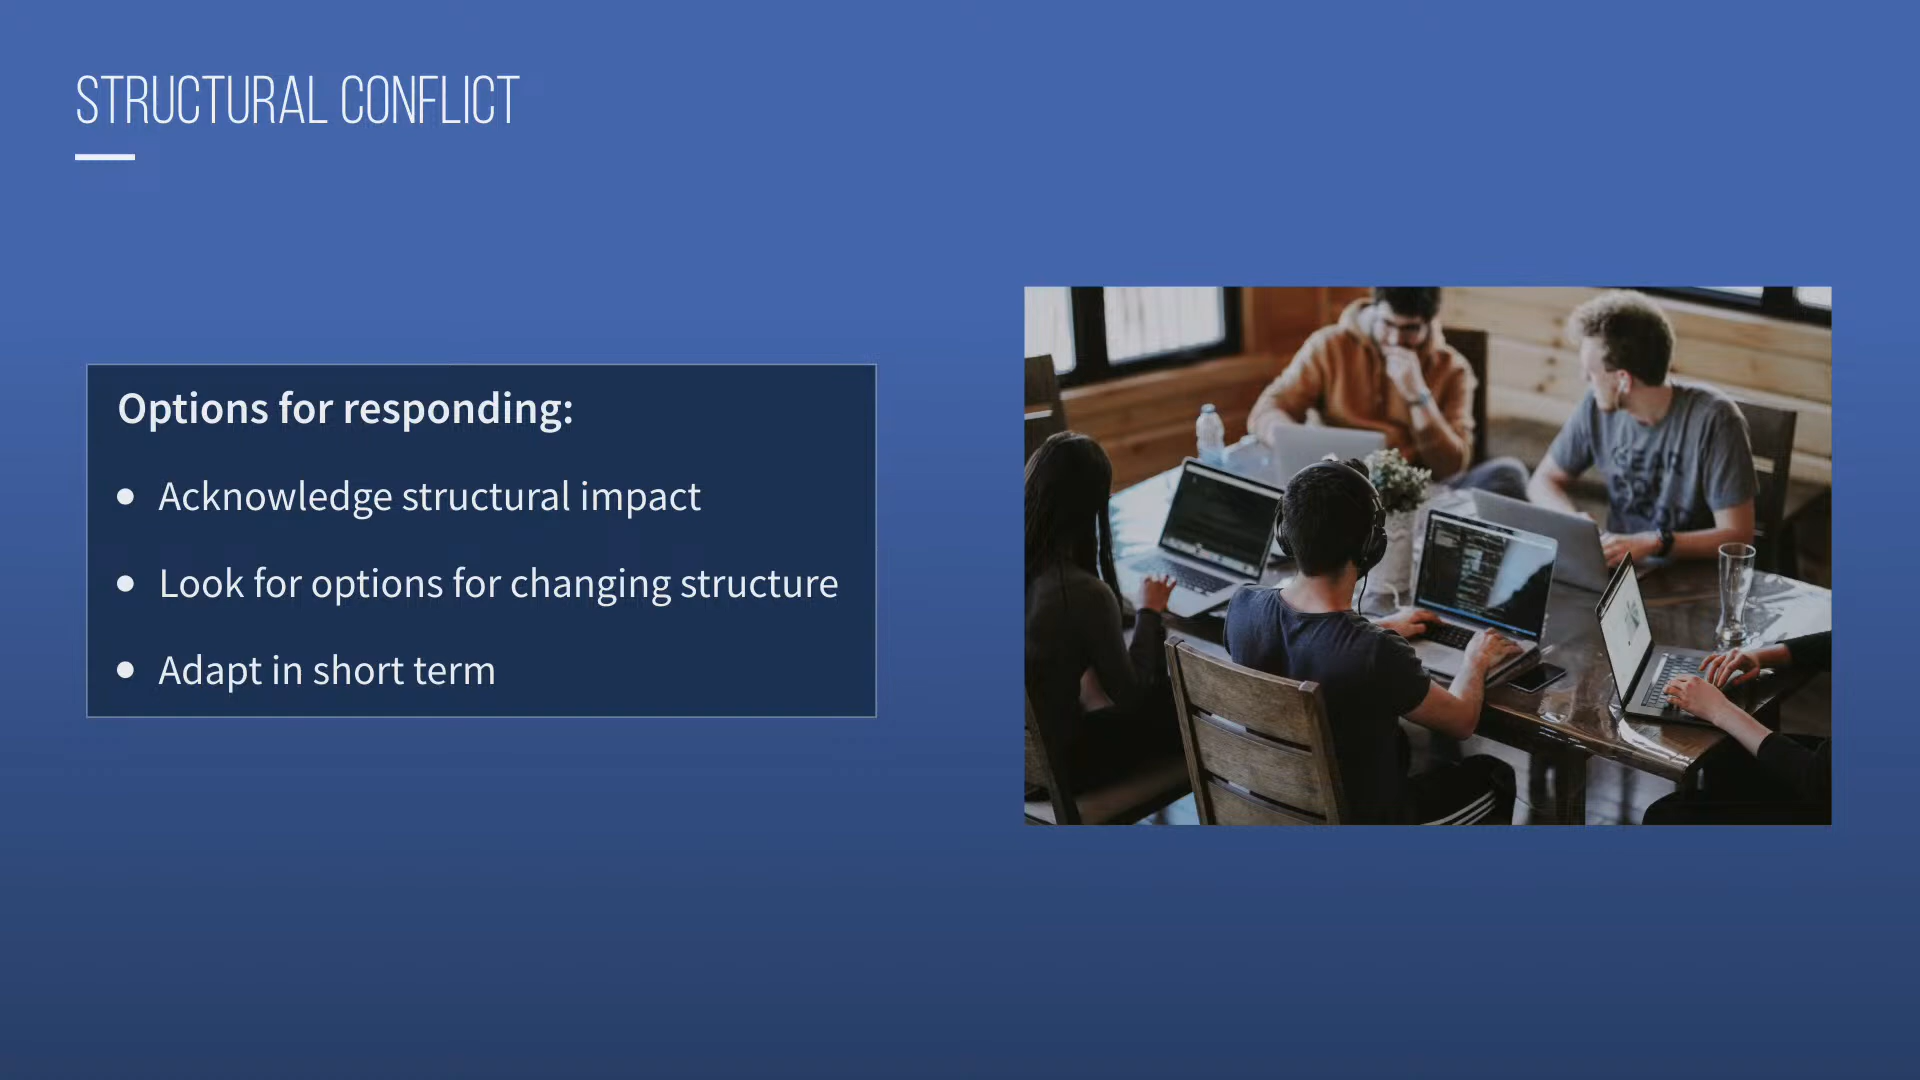 STRUCTURAL CONFLICT
Options for responding:
Acknowledge structural impact
Look for options for changing structure
Adapt in short term